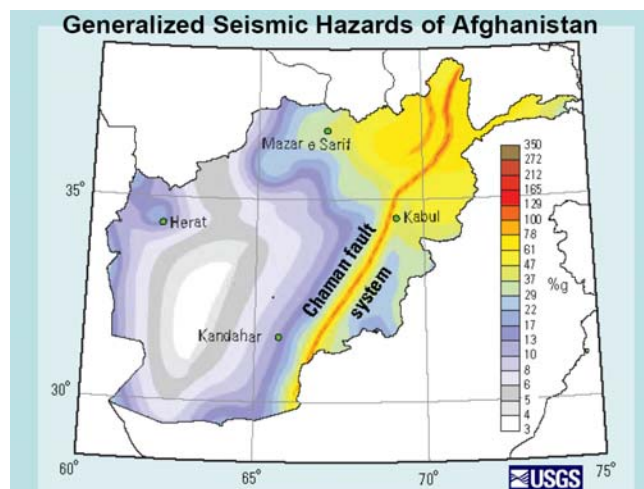 Generalized Seismic Hazards of Afghanistan
Mazar e Sarif
35°
Herat
Kabul
Chaman fault
system
Kandahar
30°
350
272
212
165
129
100
78
61
47
37
29
22
17
13
10
8
6
5
4
3
%g
60°
65°
70°
75°
USGS